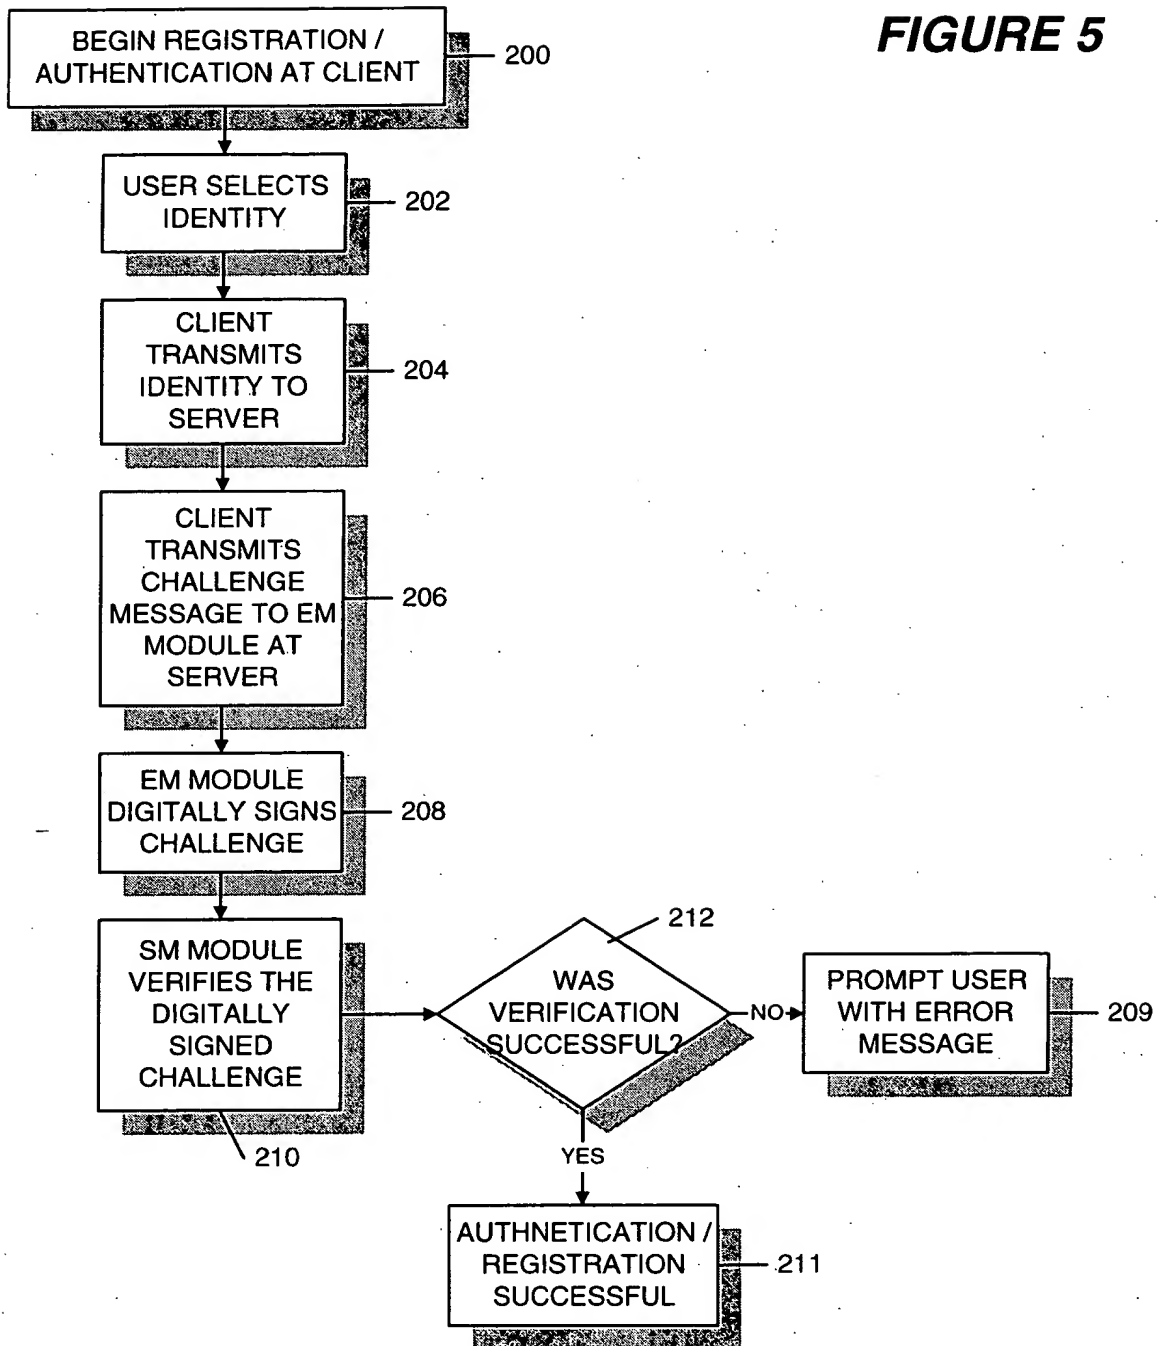 FIGURE 5
BEGIN REGISTRATION /
AUTHENTICATION AT CLIENT
200
USER SELECTS
IDENTITY
202
CLIENT
TRANSMITS
IDENTITY TO
SERVER
204
CLIENT
TRANSMITS
CHALLENGE
MESSAGE TO EM
MODULE AT
SERVER
206
EM MODULE
DIGITALLY SIGNS
CHALLENGE
208
SM MODULE
VERIFIES THE
DIGITALLY
SIGNED
CHALLENGE
210
212
WAS
VERIFICATION
SUCCESSFUL?
NO
PROMPT USER
WITH ERROR
MESSAGE
209
YES
AUTHNETICATION /
REGISTRATION
SUCCESSFUL
211